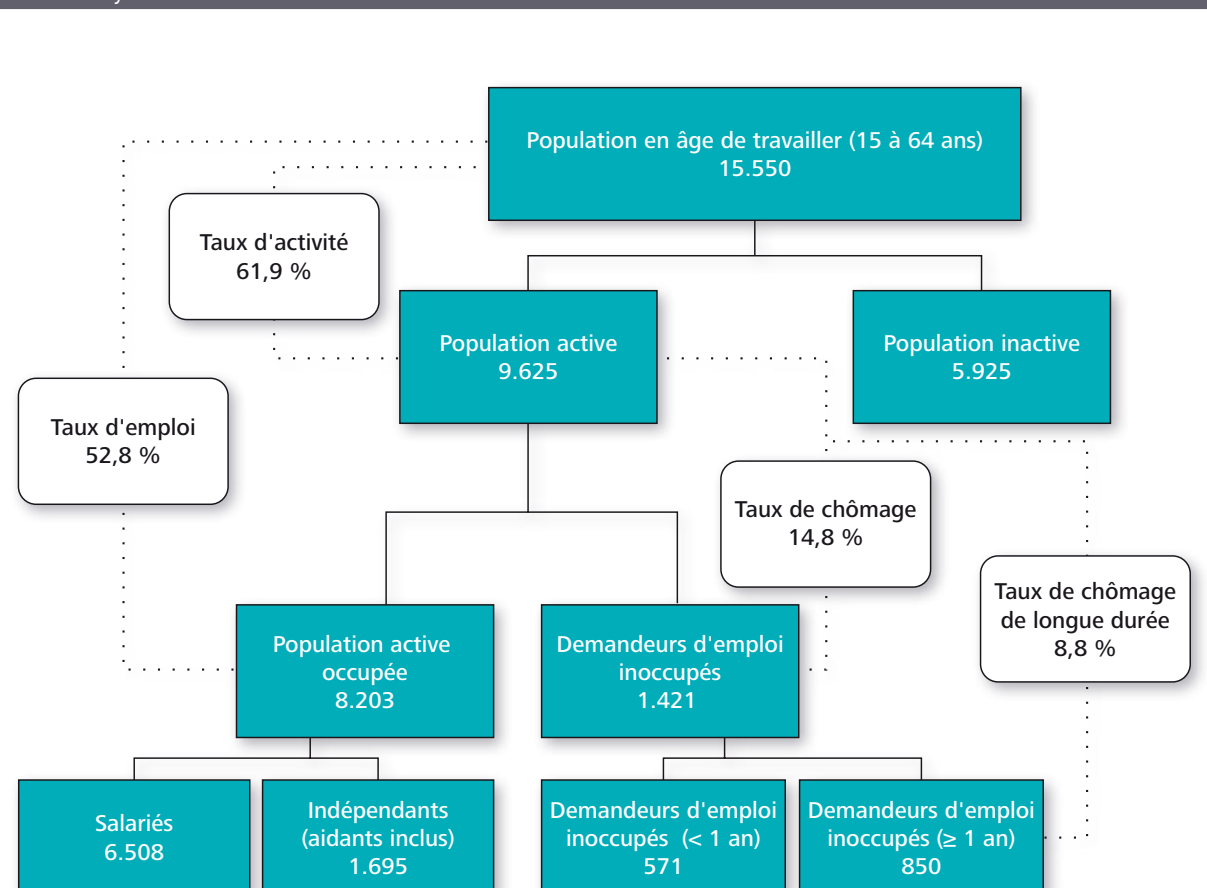 Population en âge de travailler (15 à 64 ans)
15.550
Taux d'activité
61,9 %
Population active
9.625
Population inactive
5.925
Taux d'emploi
52,8 %
Taux de chômage
14,8 %
Taux de chômage
de longue durée
8,8 %
Population active
occupée
8.203
Demandeurs d'emploi
inoccupés
1.421
Salariés
6.508
Indépendants
(aidants inclus)
1.695
Demandeurs d'emploi
inoccupés (< 1 an)
571
Demandeurs d'emploi
inoccupés (≥ 1 an)
850